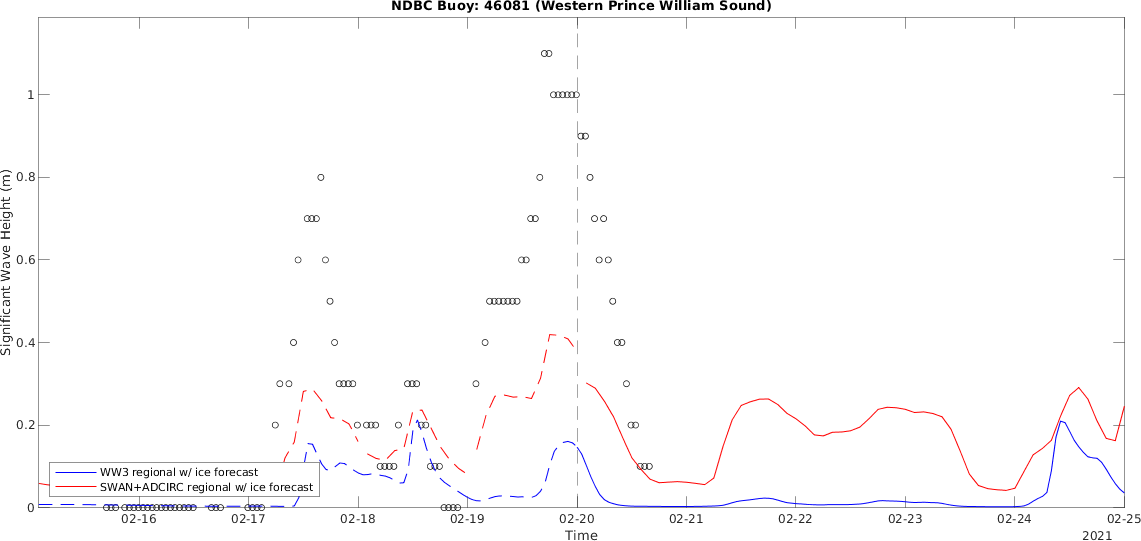 NDBC Buoy: 46081 (Western Prince William Sound)
Significant Wave Height (m)
1
0.8
0.6
0.4
0.2
0
WW3 regional w/ ice forecast
SWAN+ADCIRC regional w/ ice forecast
02-16 02-17 02-18 02-19 02-20 02-21 02-22 02-23 02-24 02-25
Time
2021